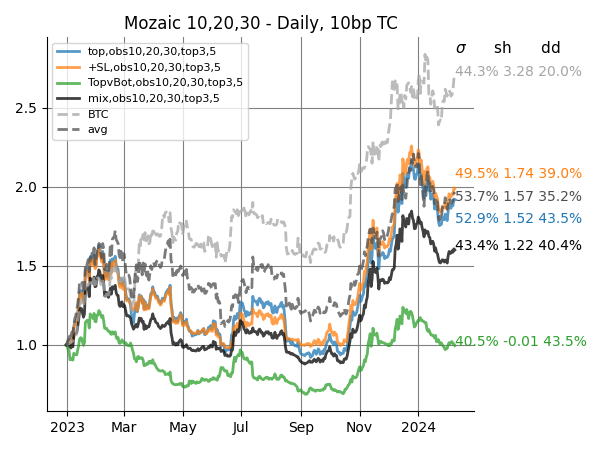 Mozaic 10,20,30 - Daily, 10bp TC
σ sh dd
top,obs10,20,30,top3,5
+SL,obs10,20,30,top3,5
TopvBot,obs10,20,30,top3,5
mix,obs10,20,30,top3,5
BTC
avg
44.3% 3.28 20.0%
49.5% 1.74 39.0%
53.7% 1.57 35.2%
52.9% 1.52 43.5%
43.4% 1.22 40.4%
40.5% -0.01 43.5%
2.5
2.0
1.5
1.0
2023 Mar May Jul Sep Nov 2024